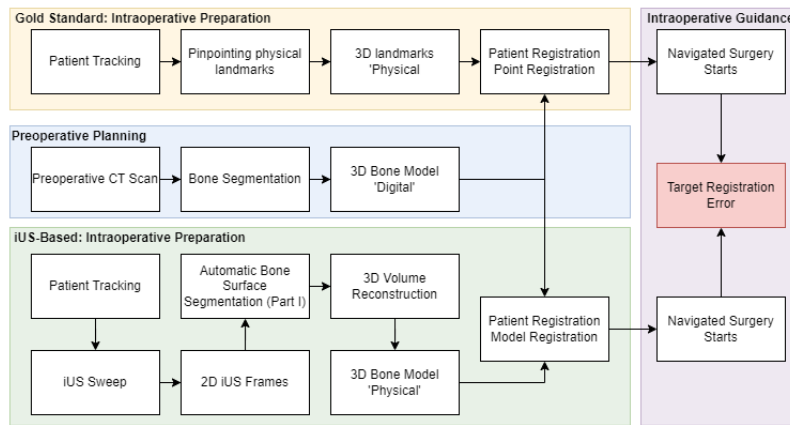 Gold Standard: Intraoperative Preparation
Patient Tracking
Pinpointing physical
landmarks
3D landmarks
'Physical
Patient Registration
Point Registration
Intraoperative Guidance
Navigated Surgery
Starts
Preoperative Planning
Preoperative CT Scan
Bone Segmentation
3D Bone Model
'Digital'
Target Registration
Error
iUS-Based: Intraoperative Preparation
Patient Tracking
Automatic Bone
Surface
Segmentation (Part I)
3D Volume
Reconstruction
Patient Registration
Model Registration
Navigated Surgery
Starts
iUS Sweep
2D iUS Frames
3D Bone Model
'Physical'